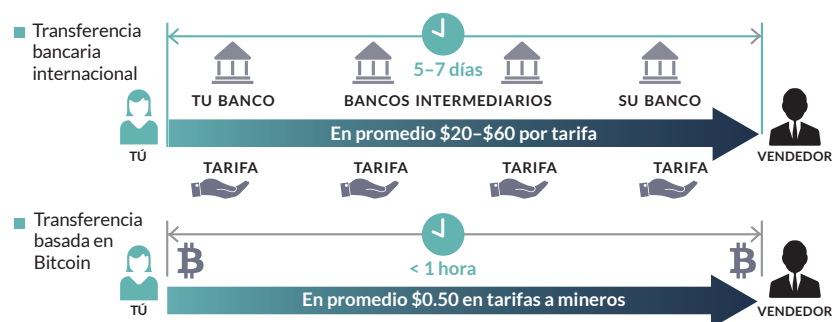 Transferencia
bancaria
internacional
5–7 días
TU BANCO
BANCOS INTERMEDIARIOS
SU BANCO
En promedio $20–$60 por tarifa
TÚ
VENDEDOR
TARIFA
TARIFA
TARIFA
TARIFA
Transferencia
basada en
Bitcoin
< 1 hora
En promedio $0.50 en tarifas a mineros
TÚ
VENDEDOR